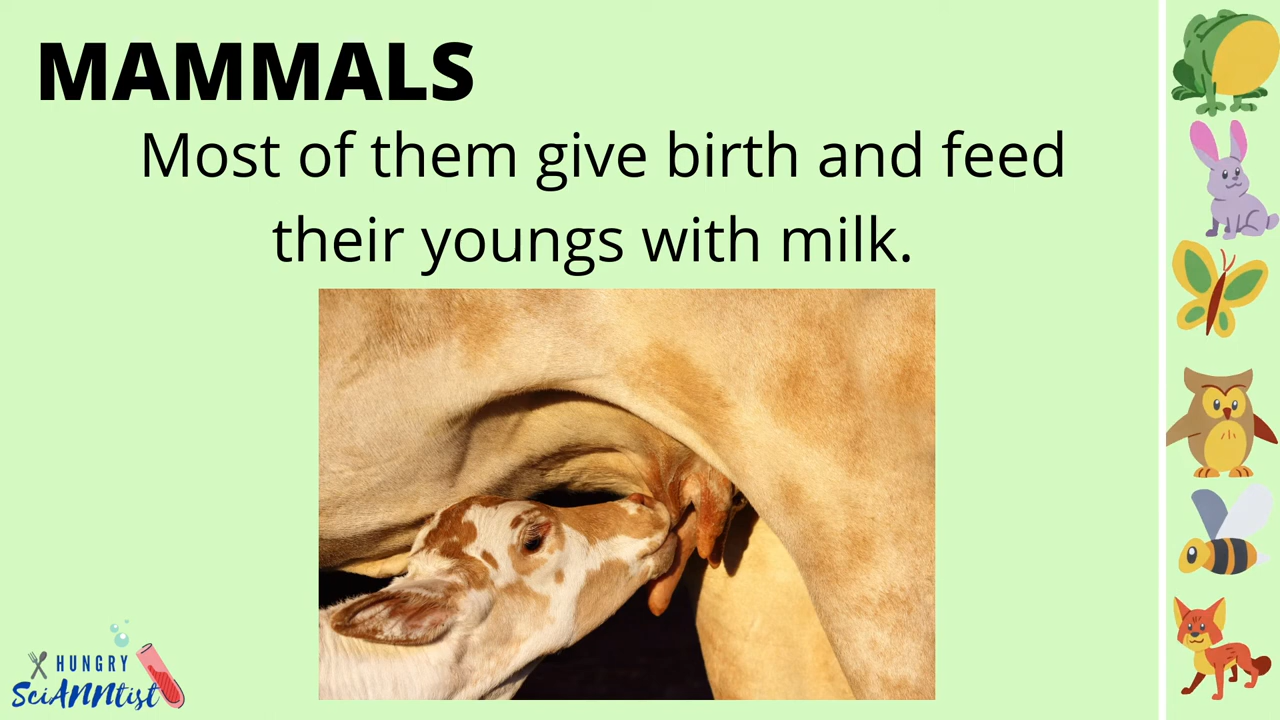 MAMMALS
Most of them give birth and feed
their youngs with milk.
HUNGRY
SciANNtist